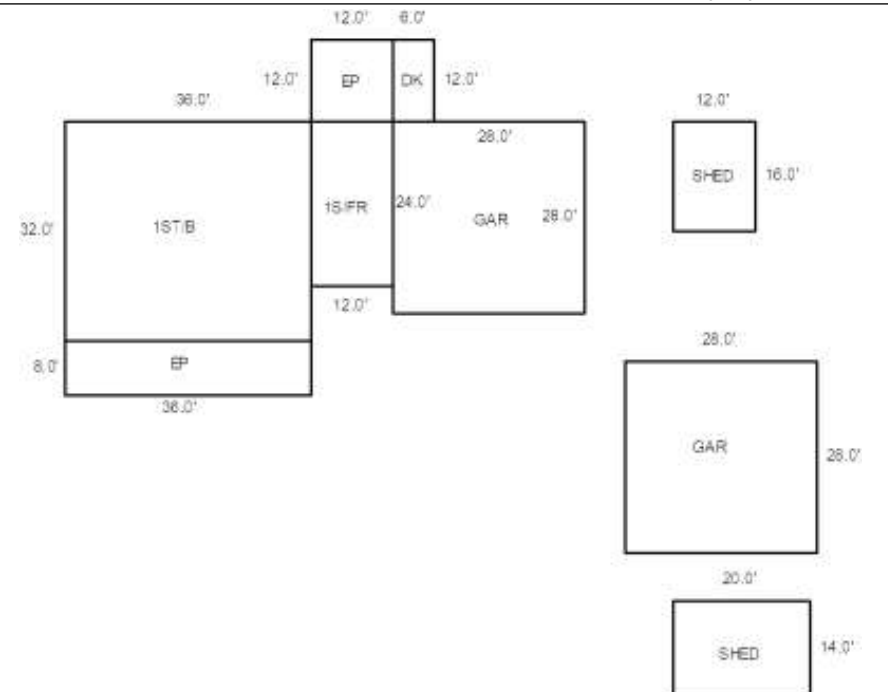 12.0' 6.0'
12.0' EP DK 12.0'
36.0' 12.0'
28.0'
SHED 16.0'
1S/FR 24.0'
32.0' 1ST/B GAR 28.0'
12.0'
28.0'
8.0' EP
36.0'
GAR 28.0'
20.0'
SHED 14.0'